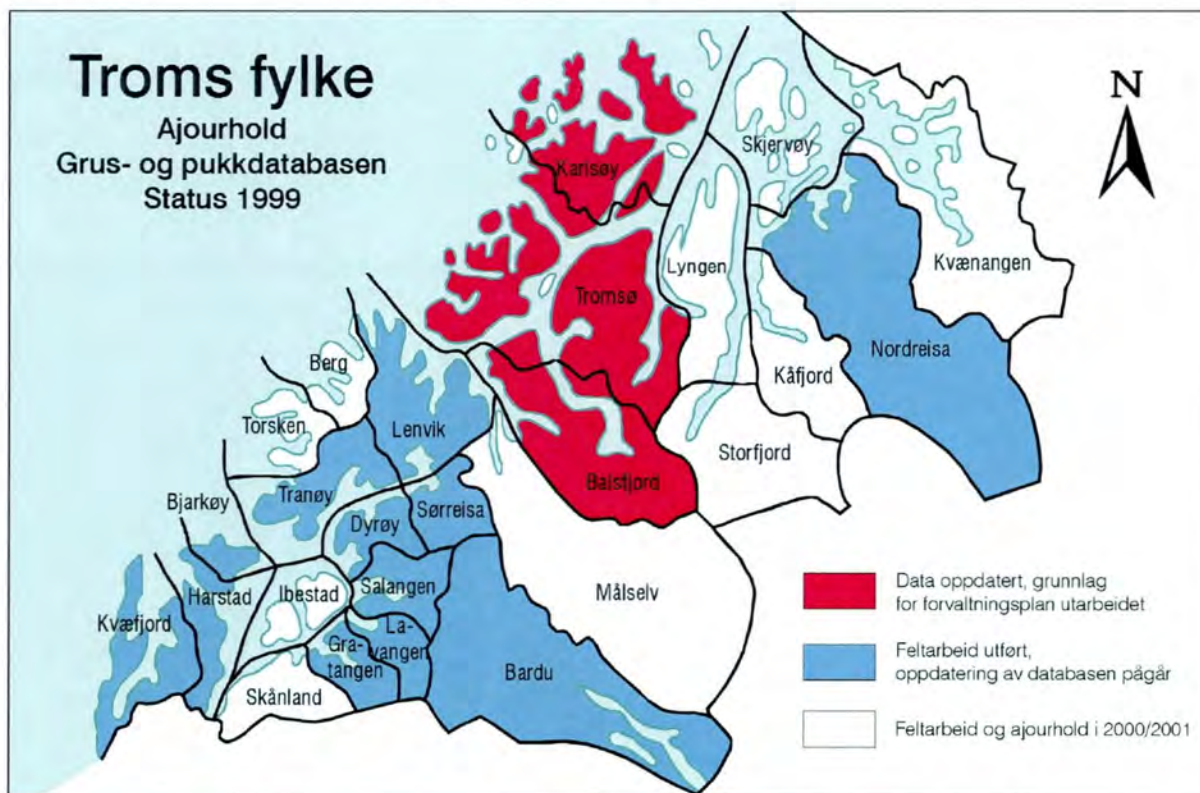 Troms fylke
Ajourhold
Grus- og pukkdatabasen
Status 1999
N
Skjervøy
Karlsøy
Kvænangen
Lyngen
Tromsø
Nordreisa
Berg
Kåfjord
Torsken
Lenvik
Storfjord
Balsfjord
Bjarkøy
Tranøy
Sørreisa
Dyrøy
Harstad
Ibestad
Salangen
Målselv
Kvæfjord
La-
vangen
Gra-
tangen
Bardu
Skånland
Data oppdatert, grunnlag
for forvaltningsplan utarbeidet
Feltarbeid utført,
oppdatering av databasen pågår
Feltarbeid og ajourhold i 2000/2001